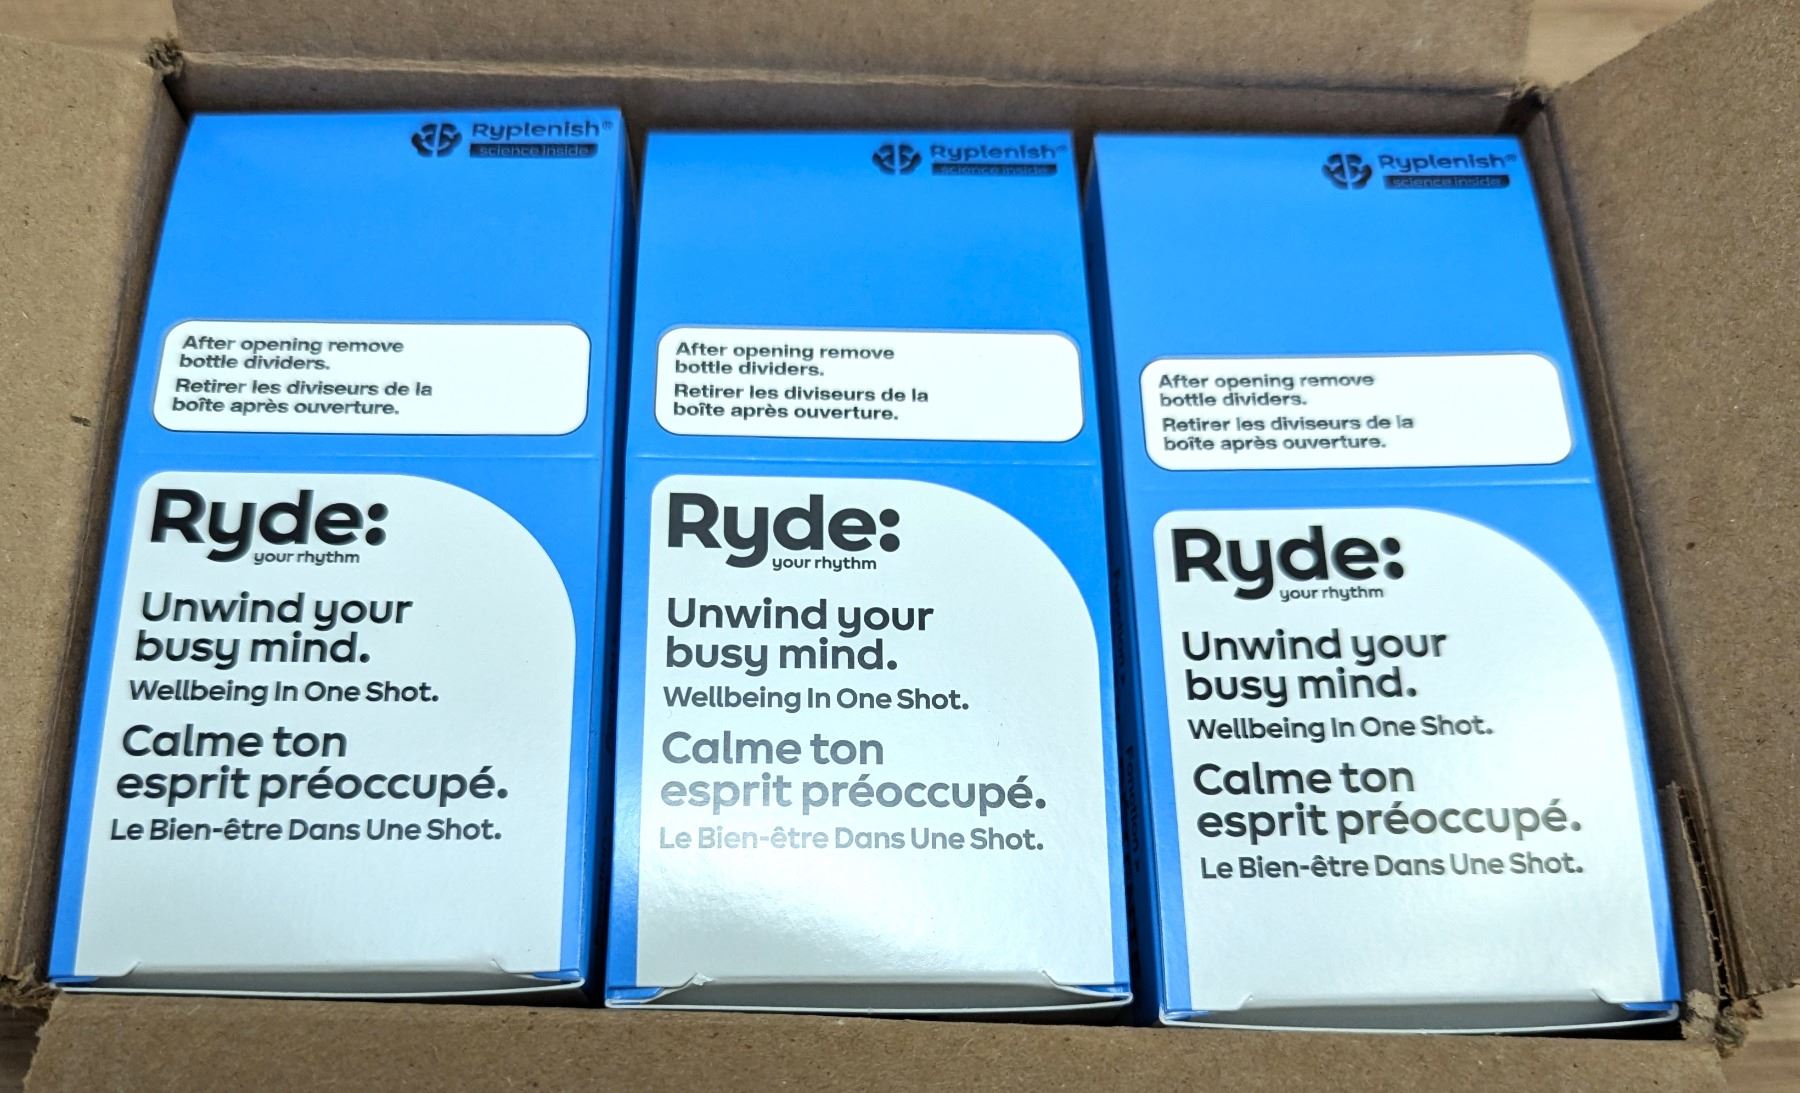 Ryplenish®
science inside
After opening remove
bottle dividers.
Retirer les diviseurs de la
boîte après ouverture.
Ryde:
your rhythm
Unwind your
busy mind.
Wellbeing In One Shot.
Calme ton
esprit préoccupé.
Le Bien-être Dans Une Shot.
Ryplenish®
science inside
After opening remove
bottle dividers.
Retirer les diviseurs de la
boîte après ouverture.
Ryde:
your rhythm
Unwind your
busy mind.
Wellbeing In One Shot.
Calme ton
esprit préoccupé.
Le Bien-être Dans Une Shot.
Ryplenish®
science inside
After opening remove
bottle dividers.
Retirer les diviseurs de la
boîte après ouverture.
Ryde:
your rhythm
Unwind your
busy mind.
Wellbeing In One Shot.
Calme ton
esprit préoccupé.
Le Bien-être Dans Une Shot.